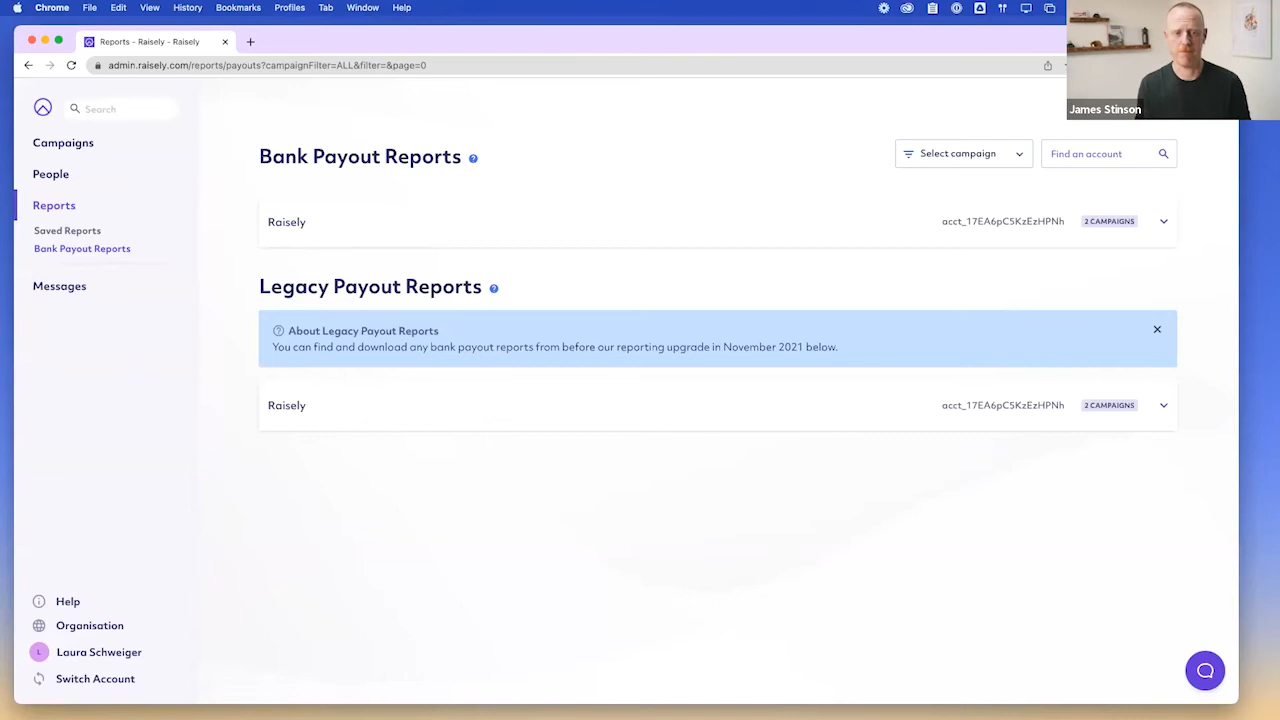 Chrome File Edit View History Bookmarks Profiles Tab Window Help
Reports - Raisely - Raisely
admin.raisely.com/reports/payouts?campaignFilter=ALL&filter=&page=0
James Stinson
Search
Campaigns
People
Reports
Saved Reports
Bank Payout Reports
Messages
Help
Organisation
L
Laura Schweiger
Switch Account
Bank Payout Reports
Select campaign
Find an account
Raisely acct_17EA6pC5KzEzHPNh 2 CAMPAIGNS
Legacy Payout Reports
About Legacy Payout Reports
You can find and download any bank payout reports from before our reporting upgrade in November 2021 below.
Raisely acct_17EA6pC5KzEzHPNh 2 CAMPAIGNS